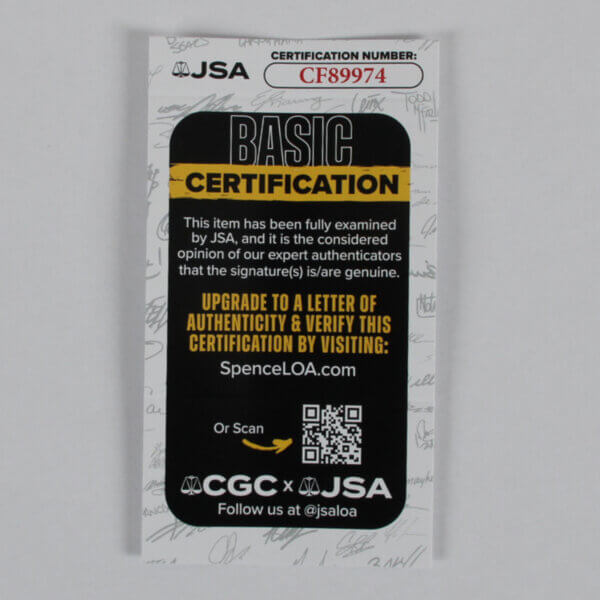 JSA
CERTIFICATION NUMBER:
CF89974
BASIC
CERTIFICATION
This item has been fully examined
by JSA, and it is the considered
opinion of our expert authenticators
that the signature(s) is/are genuine.
UPGRADE TO A LETTER OF
AUTHENTICITY & VERIFY THIS
CERTIFICATION BY VISITING:
SpenceLOA.com
Or Scan
CGC x JSA
Follow us at @jsaloa